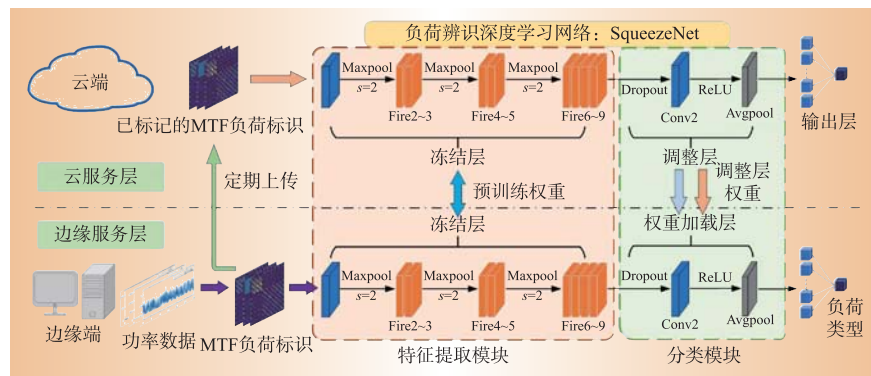 负荷辨识深度学习网络：SqueezeNet
云端
已标记的MTF负荷标识
Maxpool
s=2
Maxpool
s=2
Maxpool
s=2
Fire2~3
Fire4~5
Fire6~9
Dropout
ReLU
Conv2
Avgpool
输出层
冻结层
调整层
云服务层
定期上传
预训练权重
调整层
权重
边缘服务层
冻结层
权重加载层
Maxpool
s=2
Maxpool
s=2
Maxpool
s=2
Fire2~3
Fire4~5
Fire6~9
Dropout
ReLU
Conv2
Avgpool
边缘端
功率数据
MTF负荷标识
负荷
类型
特征提取模块
分类模块